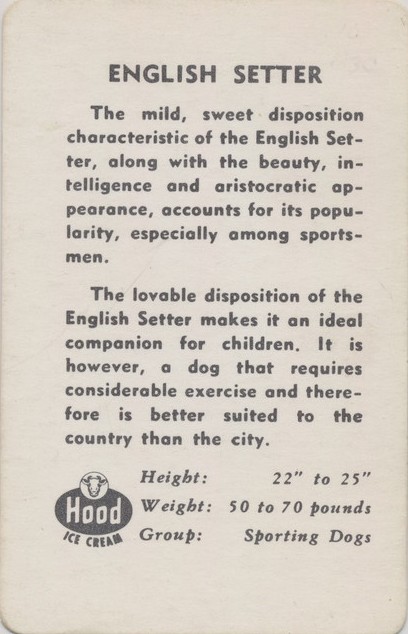 ENGLISH SETTER
The mild, sweet disposition
characteristic of the English Set-
ter, along with the beauty, in-
telligence and aristocratic ap-
pearance, accounts for its popu-
larity, especially among sports-
men.
The lovable disposition of the
English Setter makes it an ideal
companion for children. It is
however, a dog that requires
considerable exercise and there-
fore is better suited to the
country than the city.
Height: 22" to 25"
Weight: 50 to 70 pounds
Group: Sporting Dogs
Hood
ICE CREAM